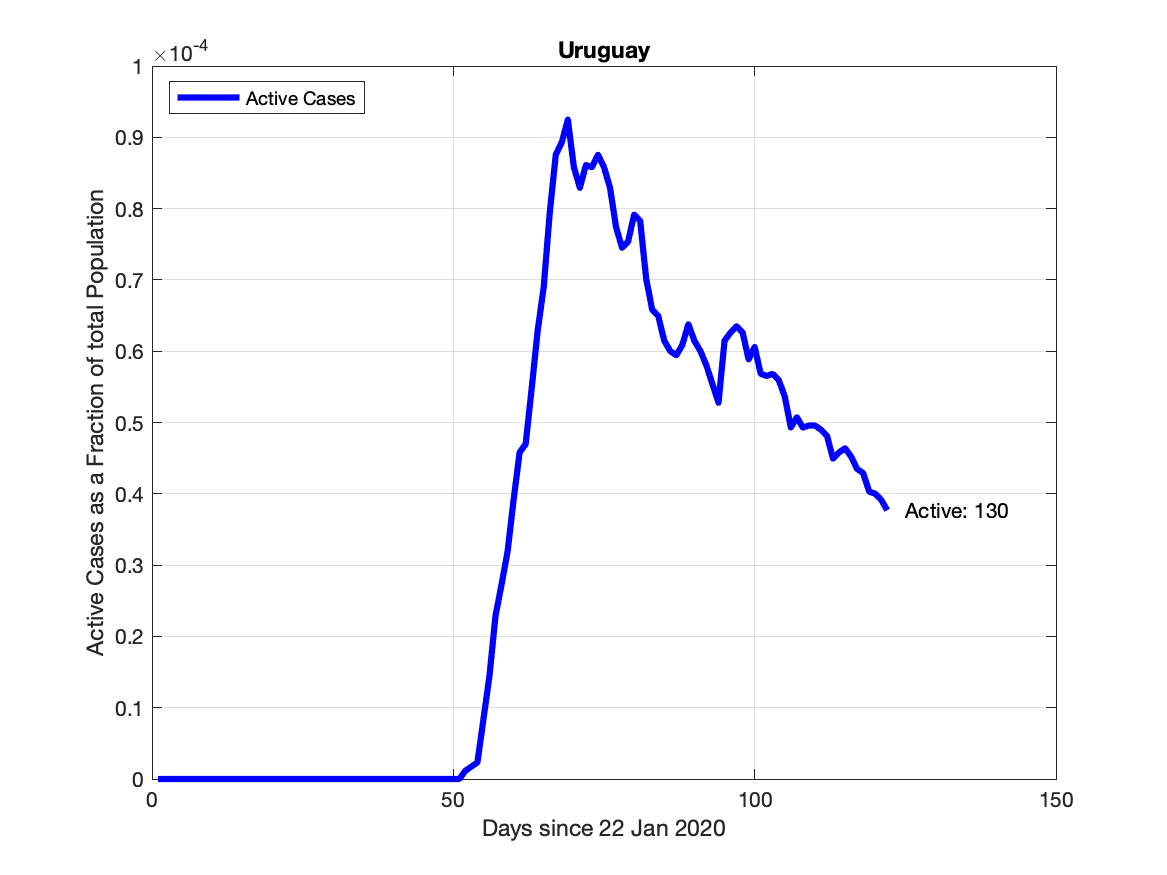 Uruguay
×10-4
Active Cases
1
0.9
0.8
0.7
0.6
0.5
0.4
0.3
0.2
0.1
0
Active Cases as a Fraction of total Population
Active: 130
0 50 100 150
Days since 22 Jan 2020